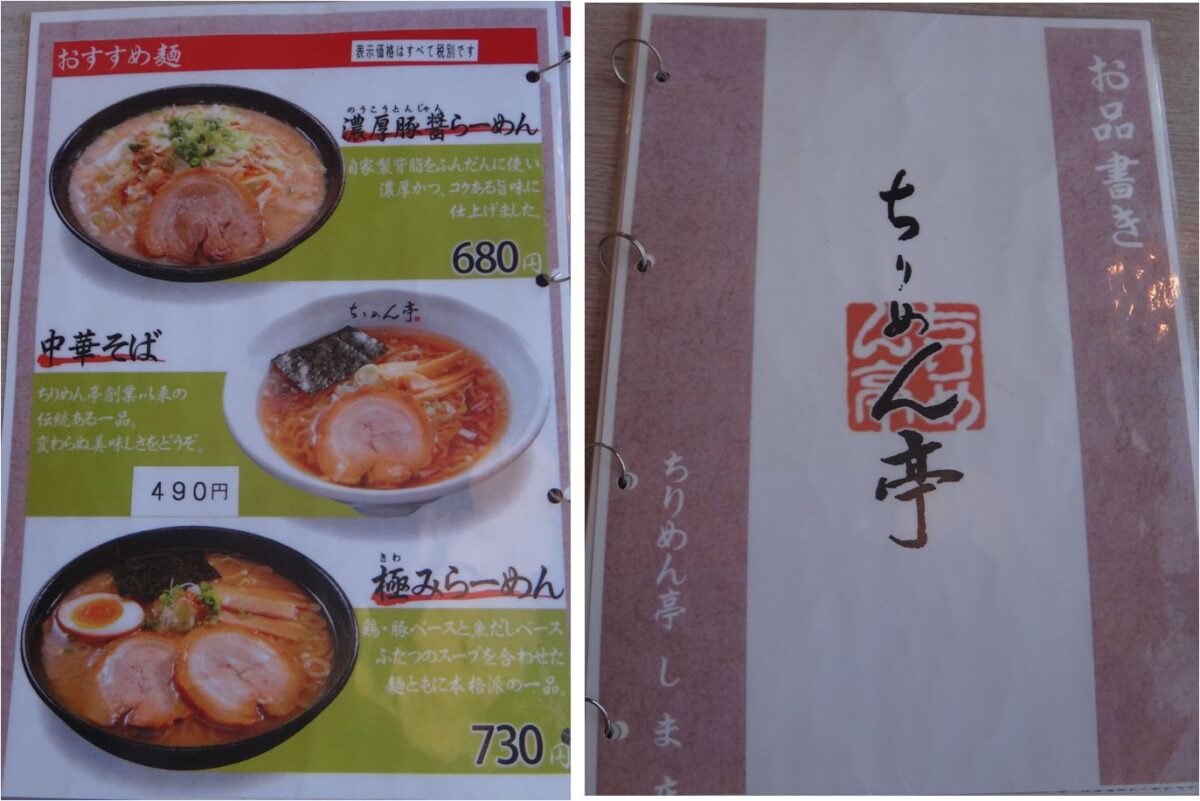 おすすめ麺
表示価格はすべて税別です
のうこうとんじゃん
濃厚豚醤らーめん
自家製背脂をふんだんに使い
濃厚かつ、コクある旨味に
仕上げました。
680円
ちりめん亭
中華そば
ちりめん亭創業以来の
伝統ある一品。
変わらぬ美味しさをどうぞ。
490円
きわ
極みらーめん
鶏・豚ベースと魚だしベース
ふたつのスープを合わせた
麺ともに本格派の一品。
730円
お品書き
ちりめん亭
ちりめん亭
ちりめん亭 しま